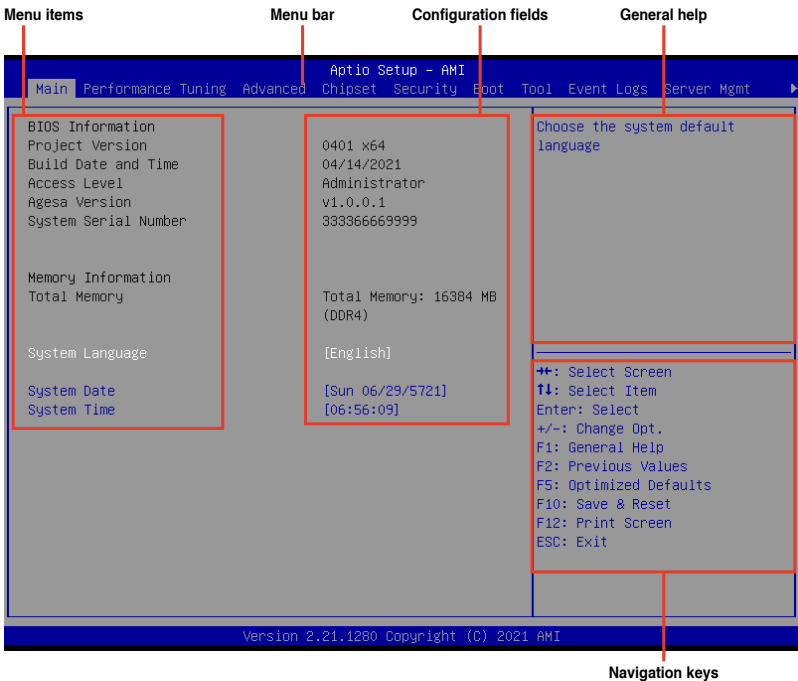 Menu items Menu bar Configuration fields General help
Aptio Setup – AMI
Main Performance Tuning Advanced Chipset Security Boot Tool Event Logs Server Mgmt
BIOS Information
Project Version 0401 x64
Build Date and Time 04/14/2021
Access Level Administrator
Agesa Version v1.0.0.1
System Serial Number 333366669999
Memory Information
Total Memory Total Memory: 16384 MB
(DDR4)
System Language [English]
System Date [Sun 06/29/5721]
System Time [06:56:09]
Choose the system default
language
→←: Select Screen
↑↓: Select Item
Enter: Select
+/-: Change Opt.
F1: General Help
F2: Previous Values
F5: Optimized Defaults
F10: Save & Reset
F12: Print Screen
ESC: Exit
Version 2.21.1280 Copyright (C) 2021 AMI
Navigation keys